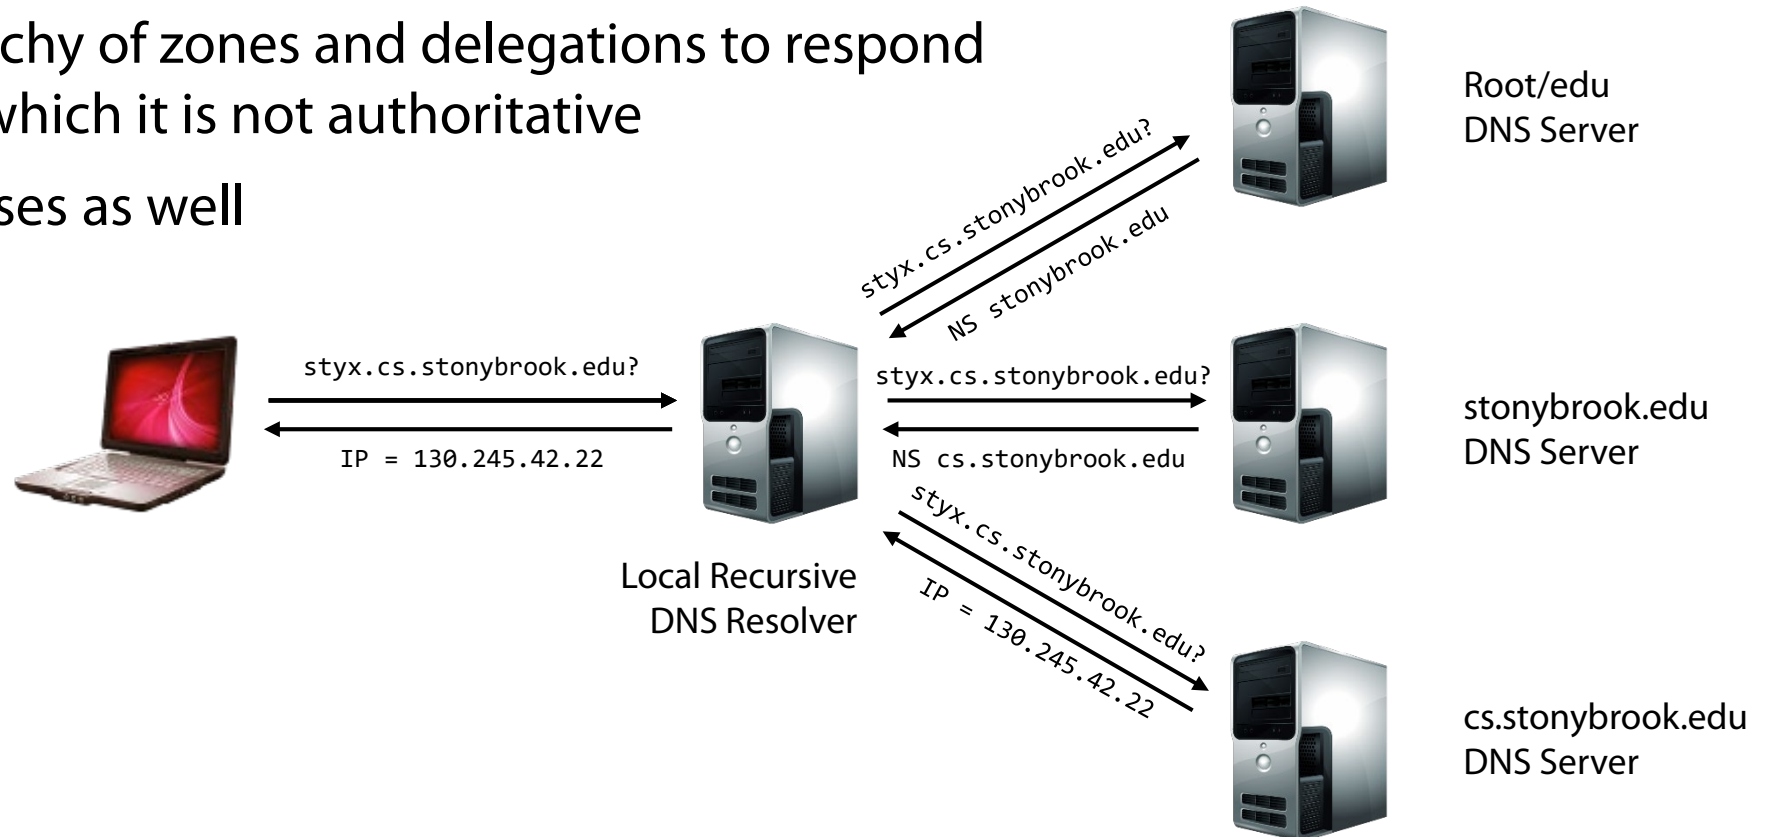 chy of zones and delegations to respond
which it is not authoritative
ses as well
Root/edu
DNS Server
styx.cs.stonybrook.edu?
NS stonybrook.edu
styx.cs.stonybrook.edu?
IP = 130.245.42.22
styx.cs.stonybrook.edu?
NS cs.stonybrook.edu
stonybrook.edu
DNS Server
Local Recursive
DNS Resolver
styx.cs.stonybrook.edu?
IP = 130.245.42.22
cs.stonybrook.edu
DNS Server